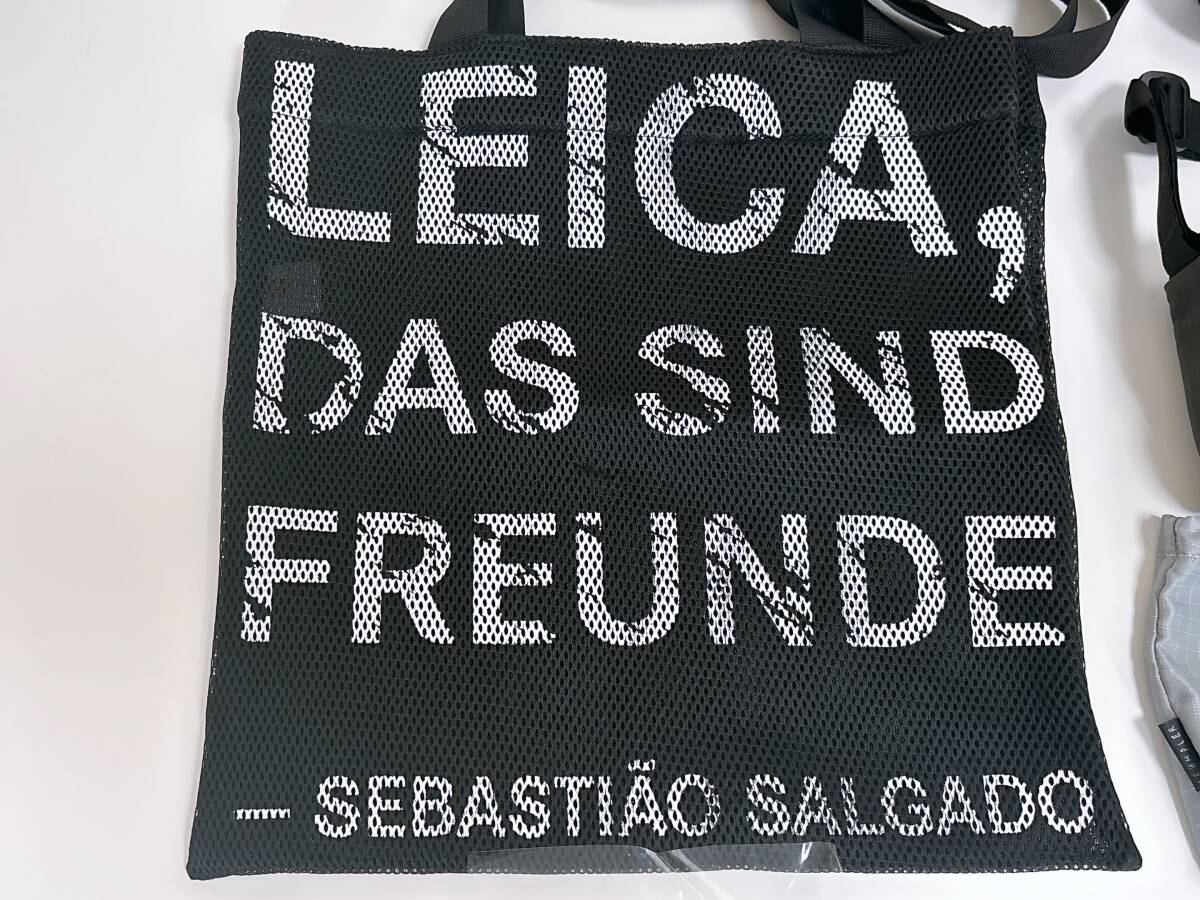 LEICA,
DAS SIND
FREUNDE
— SEBASTIÃO SALGADO